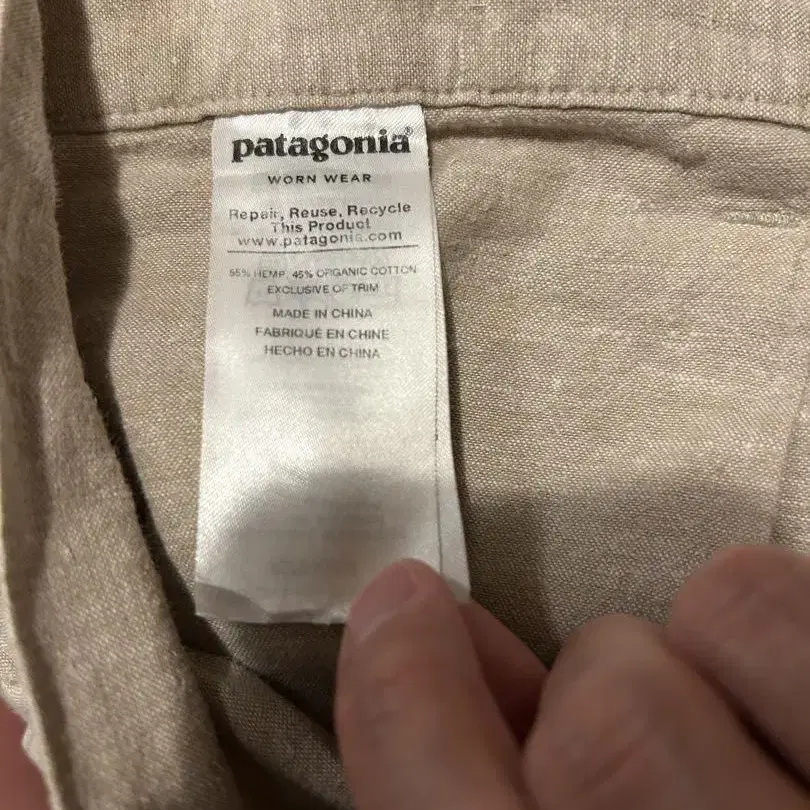 patagonia®
WORN WEAR
Repair, Reuse, Recycle
This Product
www.patagonia.com
55% HEMP, 45% ORGANIC COTTON
EXCLUSIVE OF TRIM
MADE IN CHINA
FABRIQUÉ EN CHINE
HECHO EN CHINA